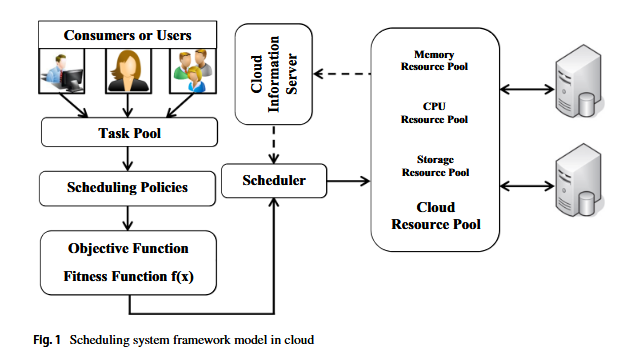 Consumers or Users
Task Pool
Scheduling Policies
Objective Function
Fitness Function f(x)
Cloud
Information
Server
Scheduler
Memory
Resource Pool
CPU
Resource Pool
Storage
Resource Pool
Cloud
Resource Pool
Fig. 1 Scheduling system framework model in cloud